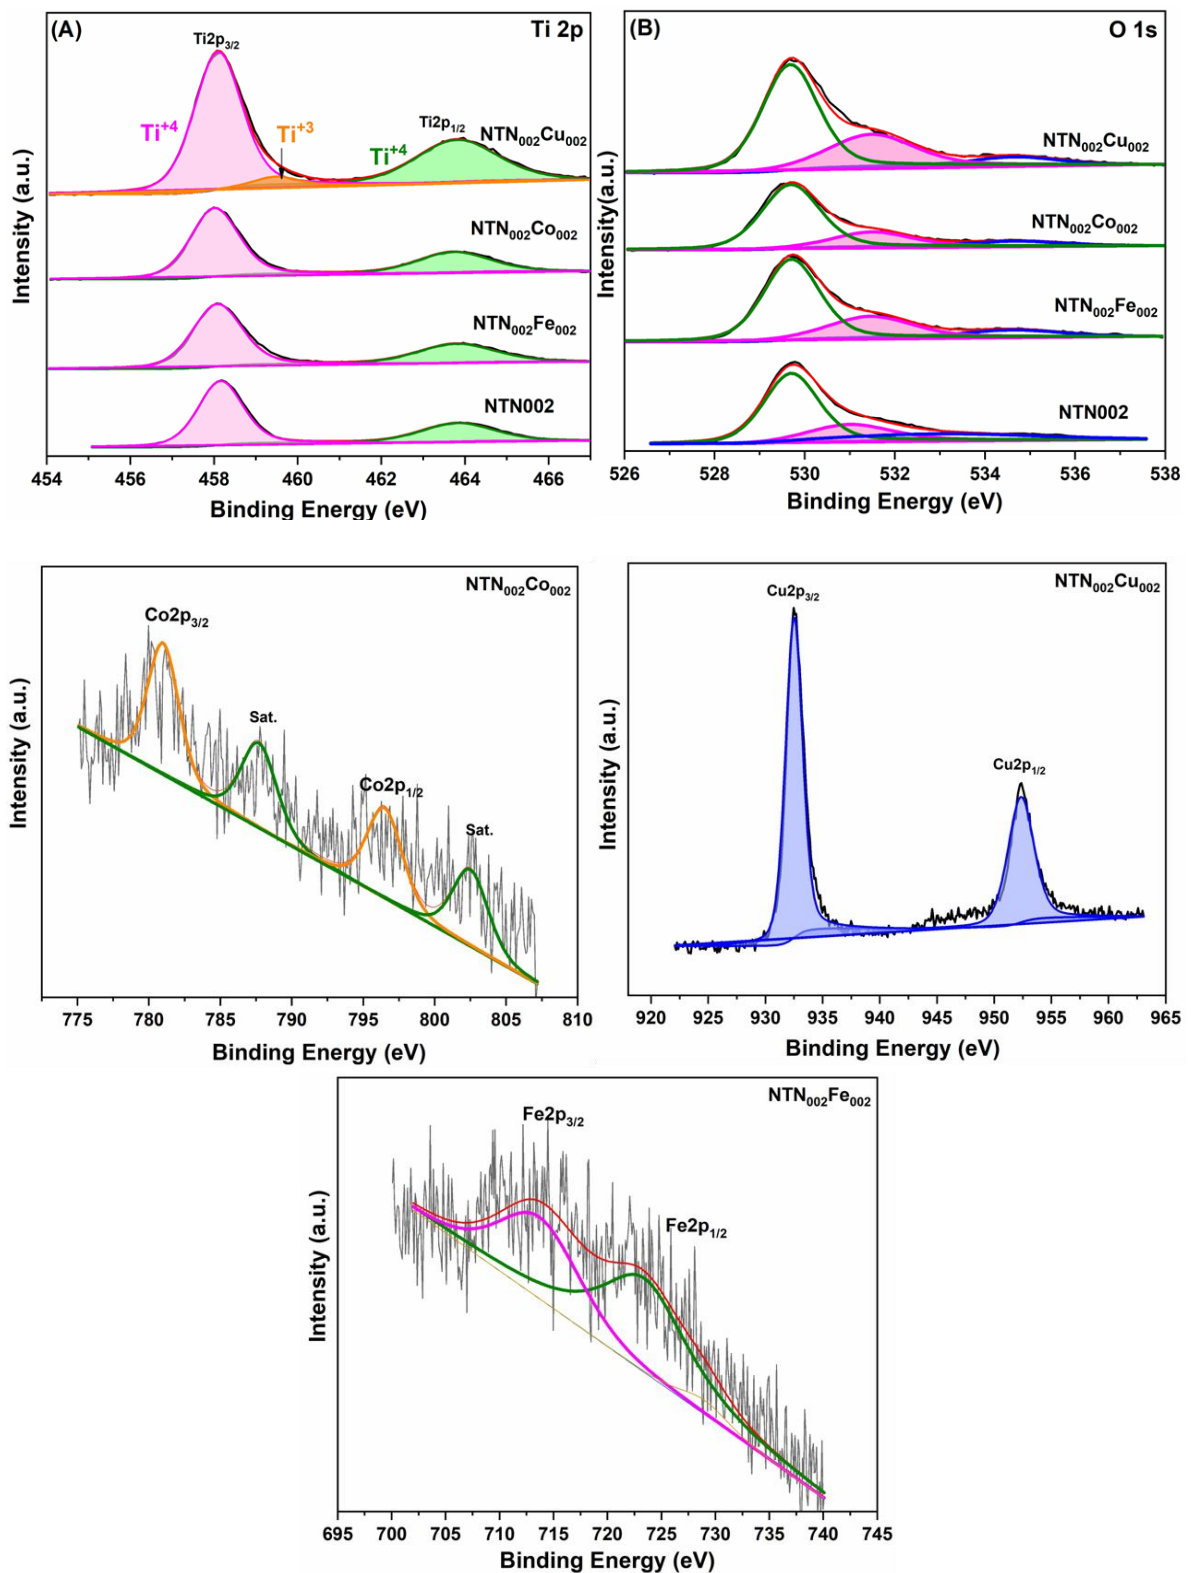 (A)
Ti 2p
Ti2p3/2
Ti+4
Ti+3
Ti2p1/2
Ti+4
NTN002Cu002
NTN002Co002
NTN002Fe002
NTN002
Intensity (a.u.)
454 456 458 460 462 464 466
Binding Energy (eV)
(B)
O 1s
NTN002Cu002
NTN002Co002
NTN002Fe002
NTN002
Intensity(a.u.)
526 528 530 532 534 536 538
Binding Energy (eV)
NTN002Co002
Co2p3/2
Sat.
Co2p1/2
Sat.
Intensity (a.u.)
775 780 785 790 795 800 805 810
Binding Energy (eV)
NTN002Cu002
Cu2p3/2
Cu2p1/2
Intensity (a.u.)
920 925 930 935 940 945 950 955 960 965
Binding Energy (eV)
NTN002Fe002
Fe2p3/2
Fe2p1/2
Intensity (a.u.)
695 700 705 710 715 720 725 730 735 740 745
Binding Energy (eV)